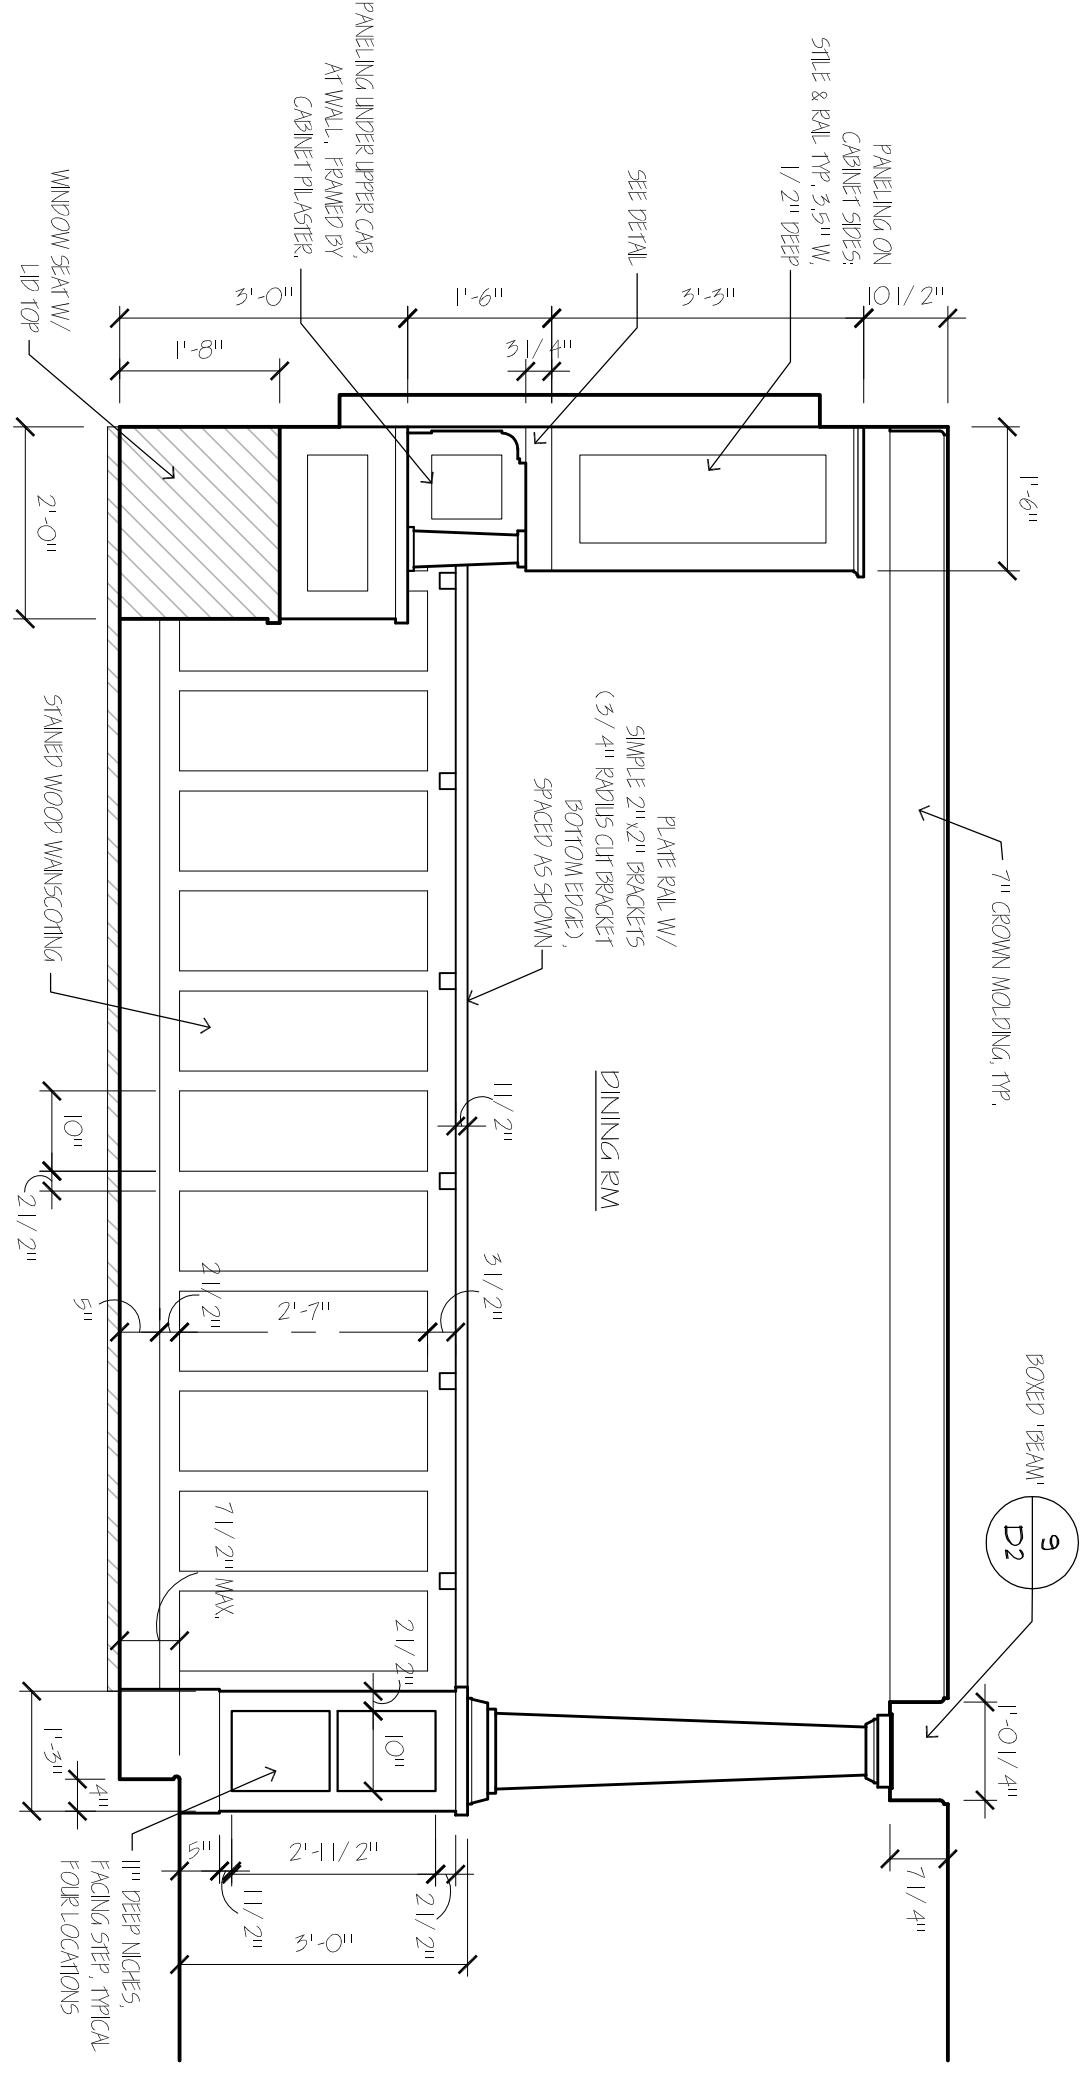 PANELING ON
CABINET SIDES:
STILE & RAIL TYP, 3.5" W,
1/2" DEEP
SEE DETAIL
PANELING UNDER UPPER CAB,
AT WALL, FRAMED BY
CABINET PILASTER.
WINDOW SEAT W/
LID TOP
10 1/2"
3'-3"
1'-6"
3'-0"
3 1/4"
1'-8"
1'-6"
2'-0"
7" CROWN MOLDING, TYP.
PLATE RAIL W/
SIMPLE 2"x2" BRACKETS
(3/4" RADIUS CUT BRACKET
BOTTOM EDGE),
SPACED AS SHOWN
STAINED WOOD WAINSCOTING
DINING RM
1 1/2"
10"
2 1/2"
3 1/2"
2'-7"
2 1/2"
5"
BOXED 'BEAM'
9
D2
7 1/2" MAX.
2 1/2"
10"
1'-0 1/4"
1'-3"
4"
7 1/4"
5"
2'-1 1/2"
1 1/2"
2 1/2"
3'-0"
11" DEEP NICHES,
FACING STEP, TYPICAL
FOUR LOCATIONS